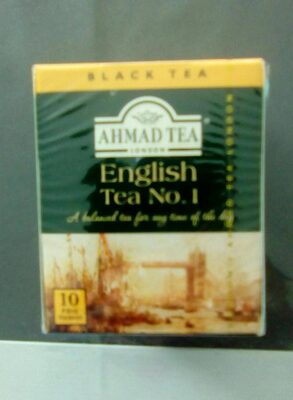 BLACK TEA
AHMAD TEA
LONDON
English
Tea No. 1
A balanced tea for any time of the day
10